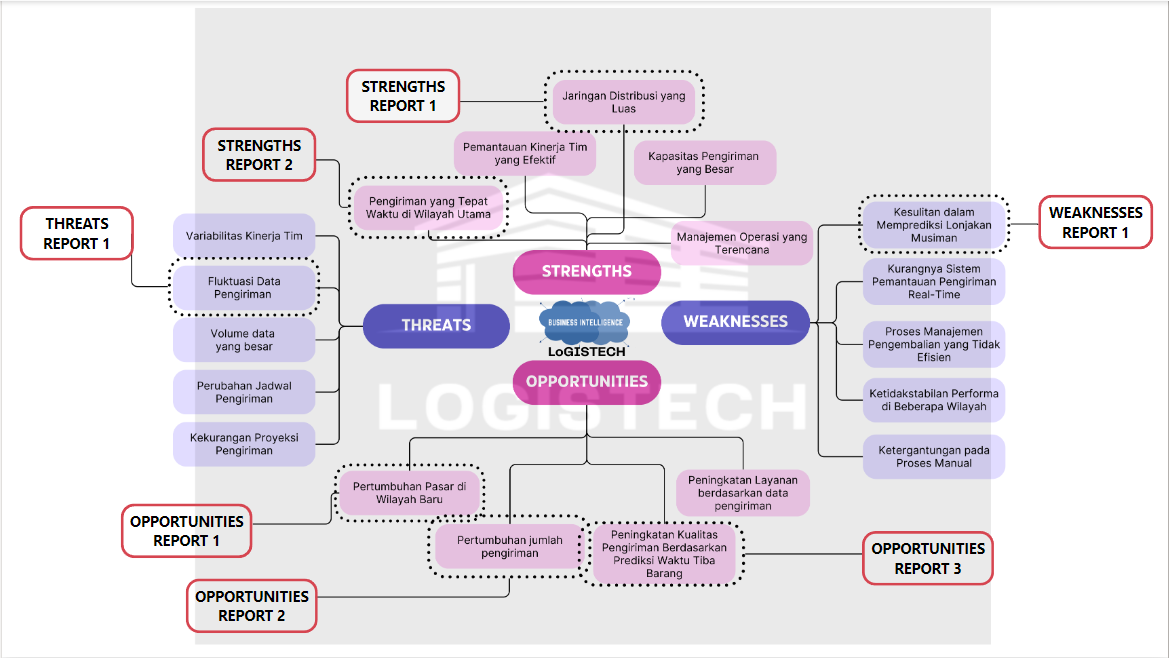 STRENGTHS
REPORT 1
Jaringan Distribusi yang
Luas
STRENGTHS
REPORT 2
Pemantauan Kinerja Tim
yang Efektif
Kapasitas Pengiriman
yang Besar
Pengiriman yang Tepat
Waktu di Wilayah Utama
Manajemen Operasi yang
Terencana
STRENGTHS
THREATS
REPORT 1
Variabilitas Kinerja Tim
Fluktuasi Data
Pengiriman
Volume data
yang besar
Perubahan Jadwal
Pengiriman
Kekurangan Proyeksi
Pengiriman
THREATS
BUSINESS INTELLIGENCE
LoGISTECH
WEAKNESSES
Kesulitan dalam
Memprediksi Lonjakan
Musiman
WEAKNESSES
REPORT 1
Kurangnya Sistem
Pemantauan Pengiriman
Real-Time
Proses Manajemen
Pengembalian yang Tidak
Efisien
Ketidakstabilan Performa
di Beberapa Wilayah
Ketergantungan pada
Proses Manual
OPPORTUNITIES
LOGISTECH
Pertumbuhan Pasar di
Wilayah Baru
Peningkatan Layanan
berdasarkan data
pengiriman
OPPORTUNITIES
REPORT 1
Pertumbuhan jumlah
pengiriman
Peningkatan Kualitas
Pengiriman Berdasarkan
Prediksi Waktu Tiba
Barang
OPPORTUNITIES
REPORT 3
OPPORTUNITIES
REPORT 2